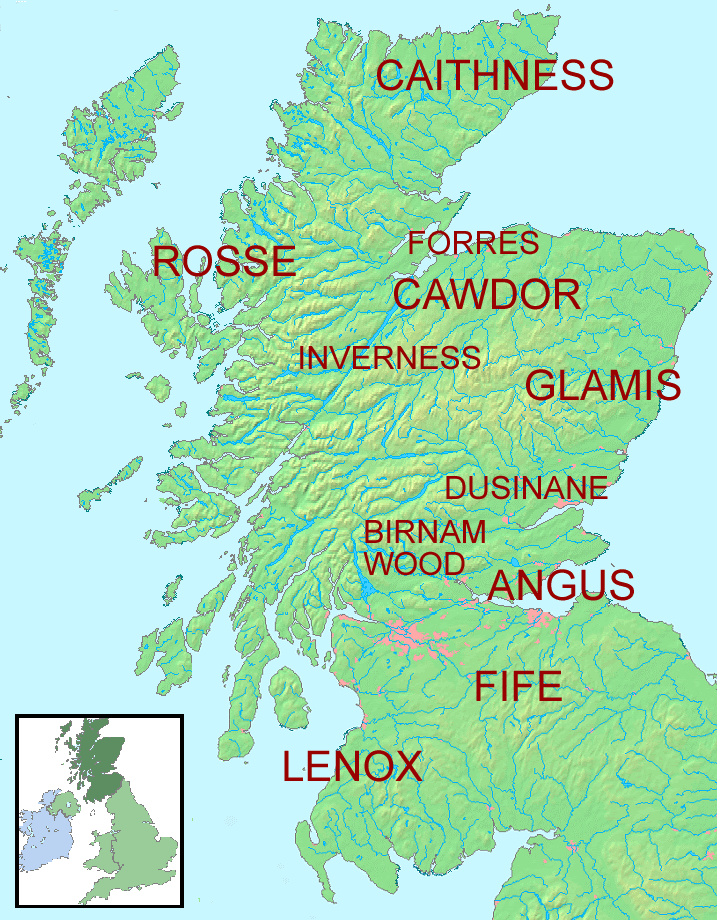 CAITHNESS
FORRES
ROSSE
CAWDOR
INVERNESS
GLAMIS
DUSINANE
BIRNAM
WOOD
ANGUS
FIFE
LENOX